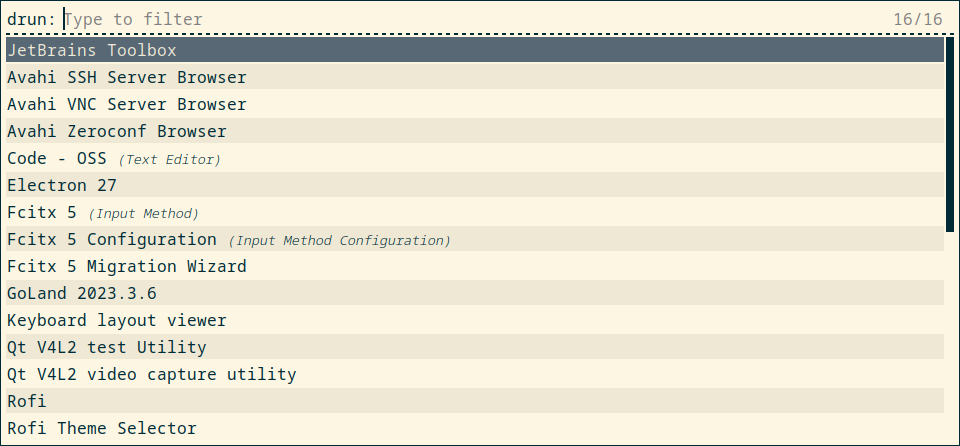 drun: Type to filter 16/16
JetBrains Toolbox
Avahi SSH Server Browser
Avahi VNC Server Browser
Avahi Zeroconf Browser
Code - OSS (Text Editor)
Electron 27
Fcitx 5 (Input Method)
Fcitx 5 Configuration (Input Method Configuration)
Fcitx 5 Migration Wizard
GoLand 2023.3.6
Keyboard layout viewer
Qt V4L2 test Utility
Qt V4L2 video capture utility
Rofi
Rofi Theme Selector